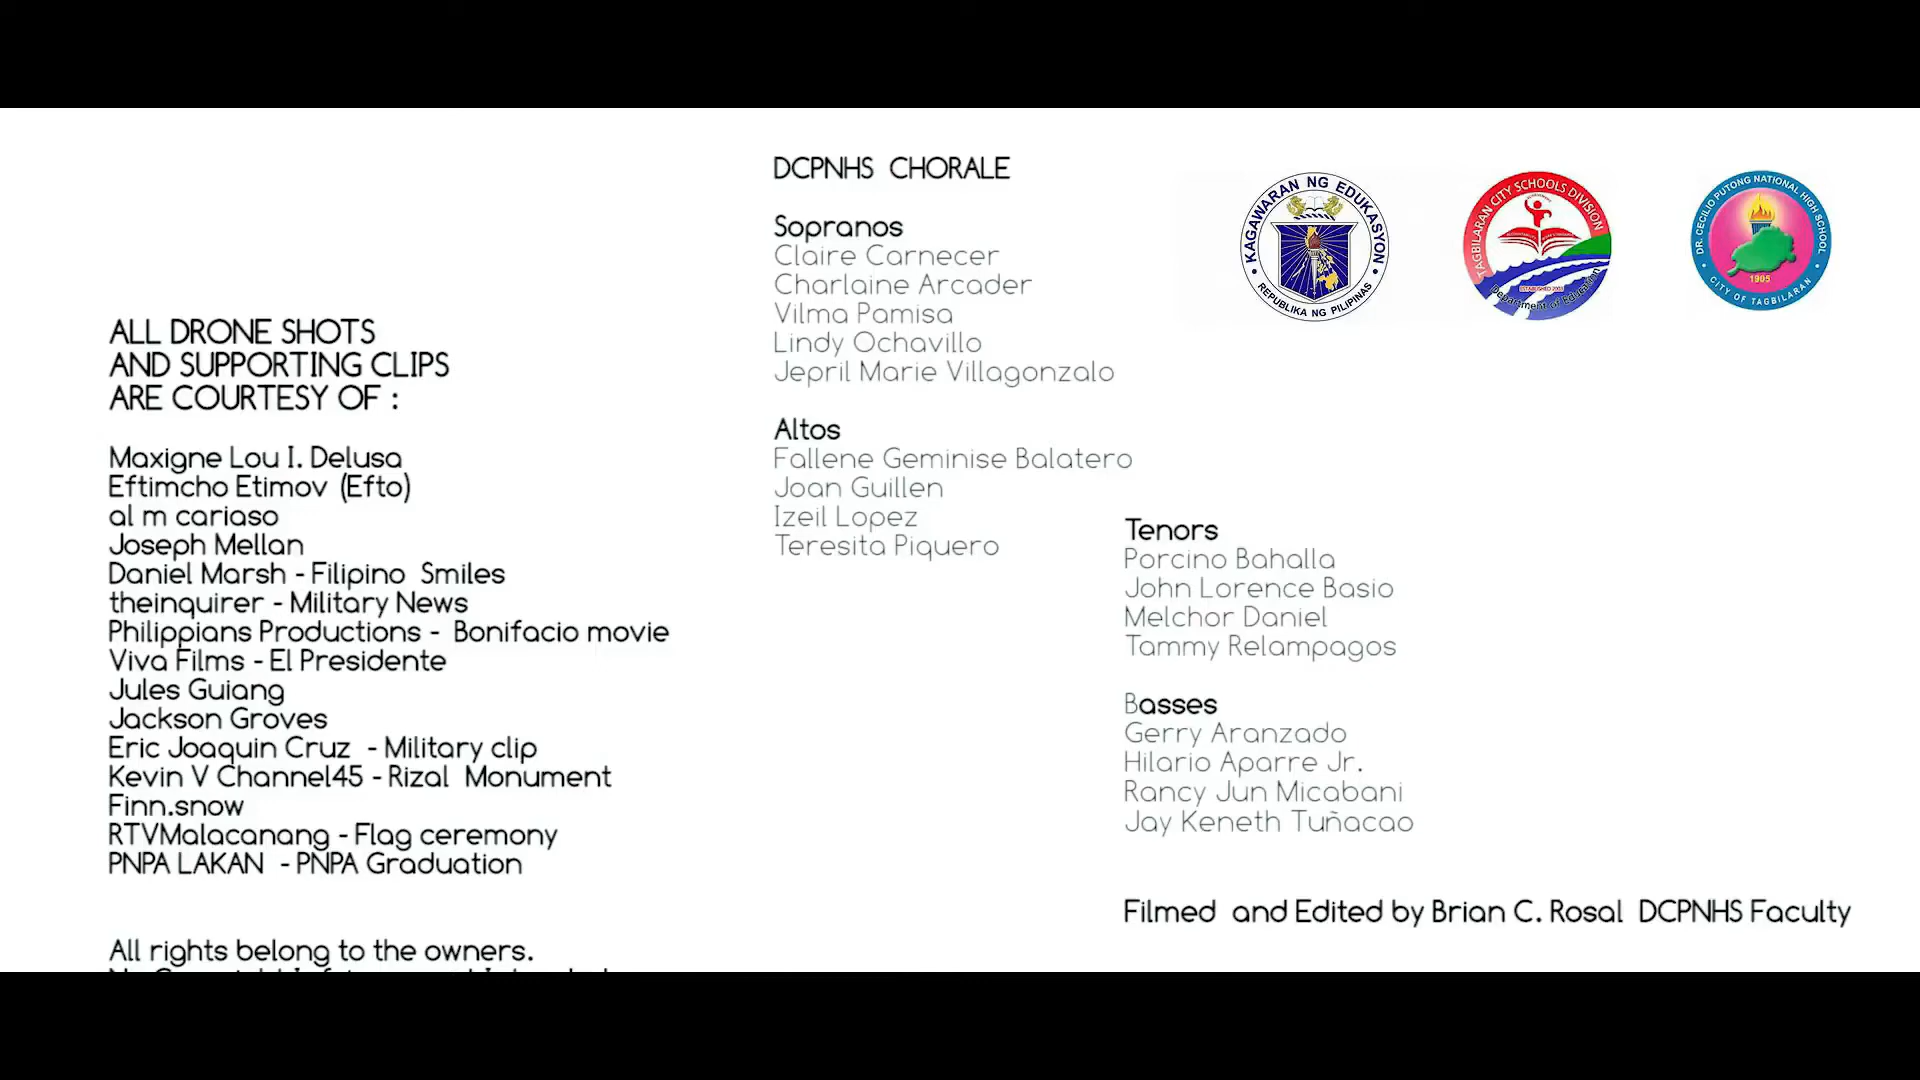 ALL DRONE SHOTS
AND SUPPORTING CLIPS
ARE COURTESY OF :
Maxigne Lou I. Delusa
Eftimcho Etimov (Efto)
al m cariaso
Joseph Mellan
Daniel Marsh - Filipino Smiles
theinquirer - Military News
Philippians Productions - Bonifacio movie
Viva Films - El Presidente
Jules Guiang
Jackson Groves
Eric Joaquin Cruz - Military clip
Kevin V Channel45 - Rizal Monument
Finn.snow
RTVMalacanang - Flag ceremony
PNPA LAKAN - PNPA Graduation
All rights belong to the owners.
DCPNHS CHORALE
Sopranos
Claire Carnecer
Charlaine Arcader
Vilma Pamisa
Lindy Ochavillo
Jepril Marie Villagonzalo
Altos
Fallene Geminise Balatero
Joan Guillen
Izeil Lopez
Teresita Piquero
Tenors
Porcino Bahalla
John Lorence Basio
Melchor Daniel
Tammy Relampagos
Basses
Gerry Aranzado
Hilario Aparre Jr.
Rancy Jun Micabani
Jay Keneth Tuñacao
Filmed and Edited by Brian C. Rosal DCPNHS Faculty
KAGAWARAN NG EDUKASYON
REPUBLIKA NG PILIPINAS
TAGBILARAN CITY SCHOOLS DIVISION
Department of Education
DR. CECILIO PUTONG NATIONAL HIGH SCHOOL
1905
CITY OF TAGBILARAN